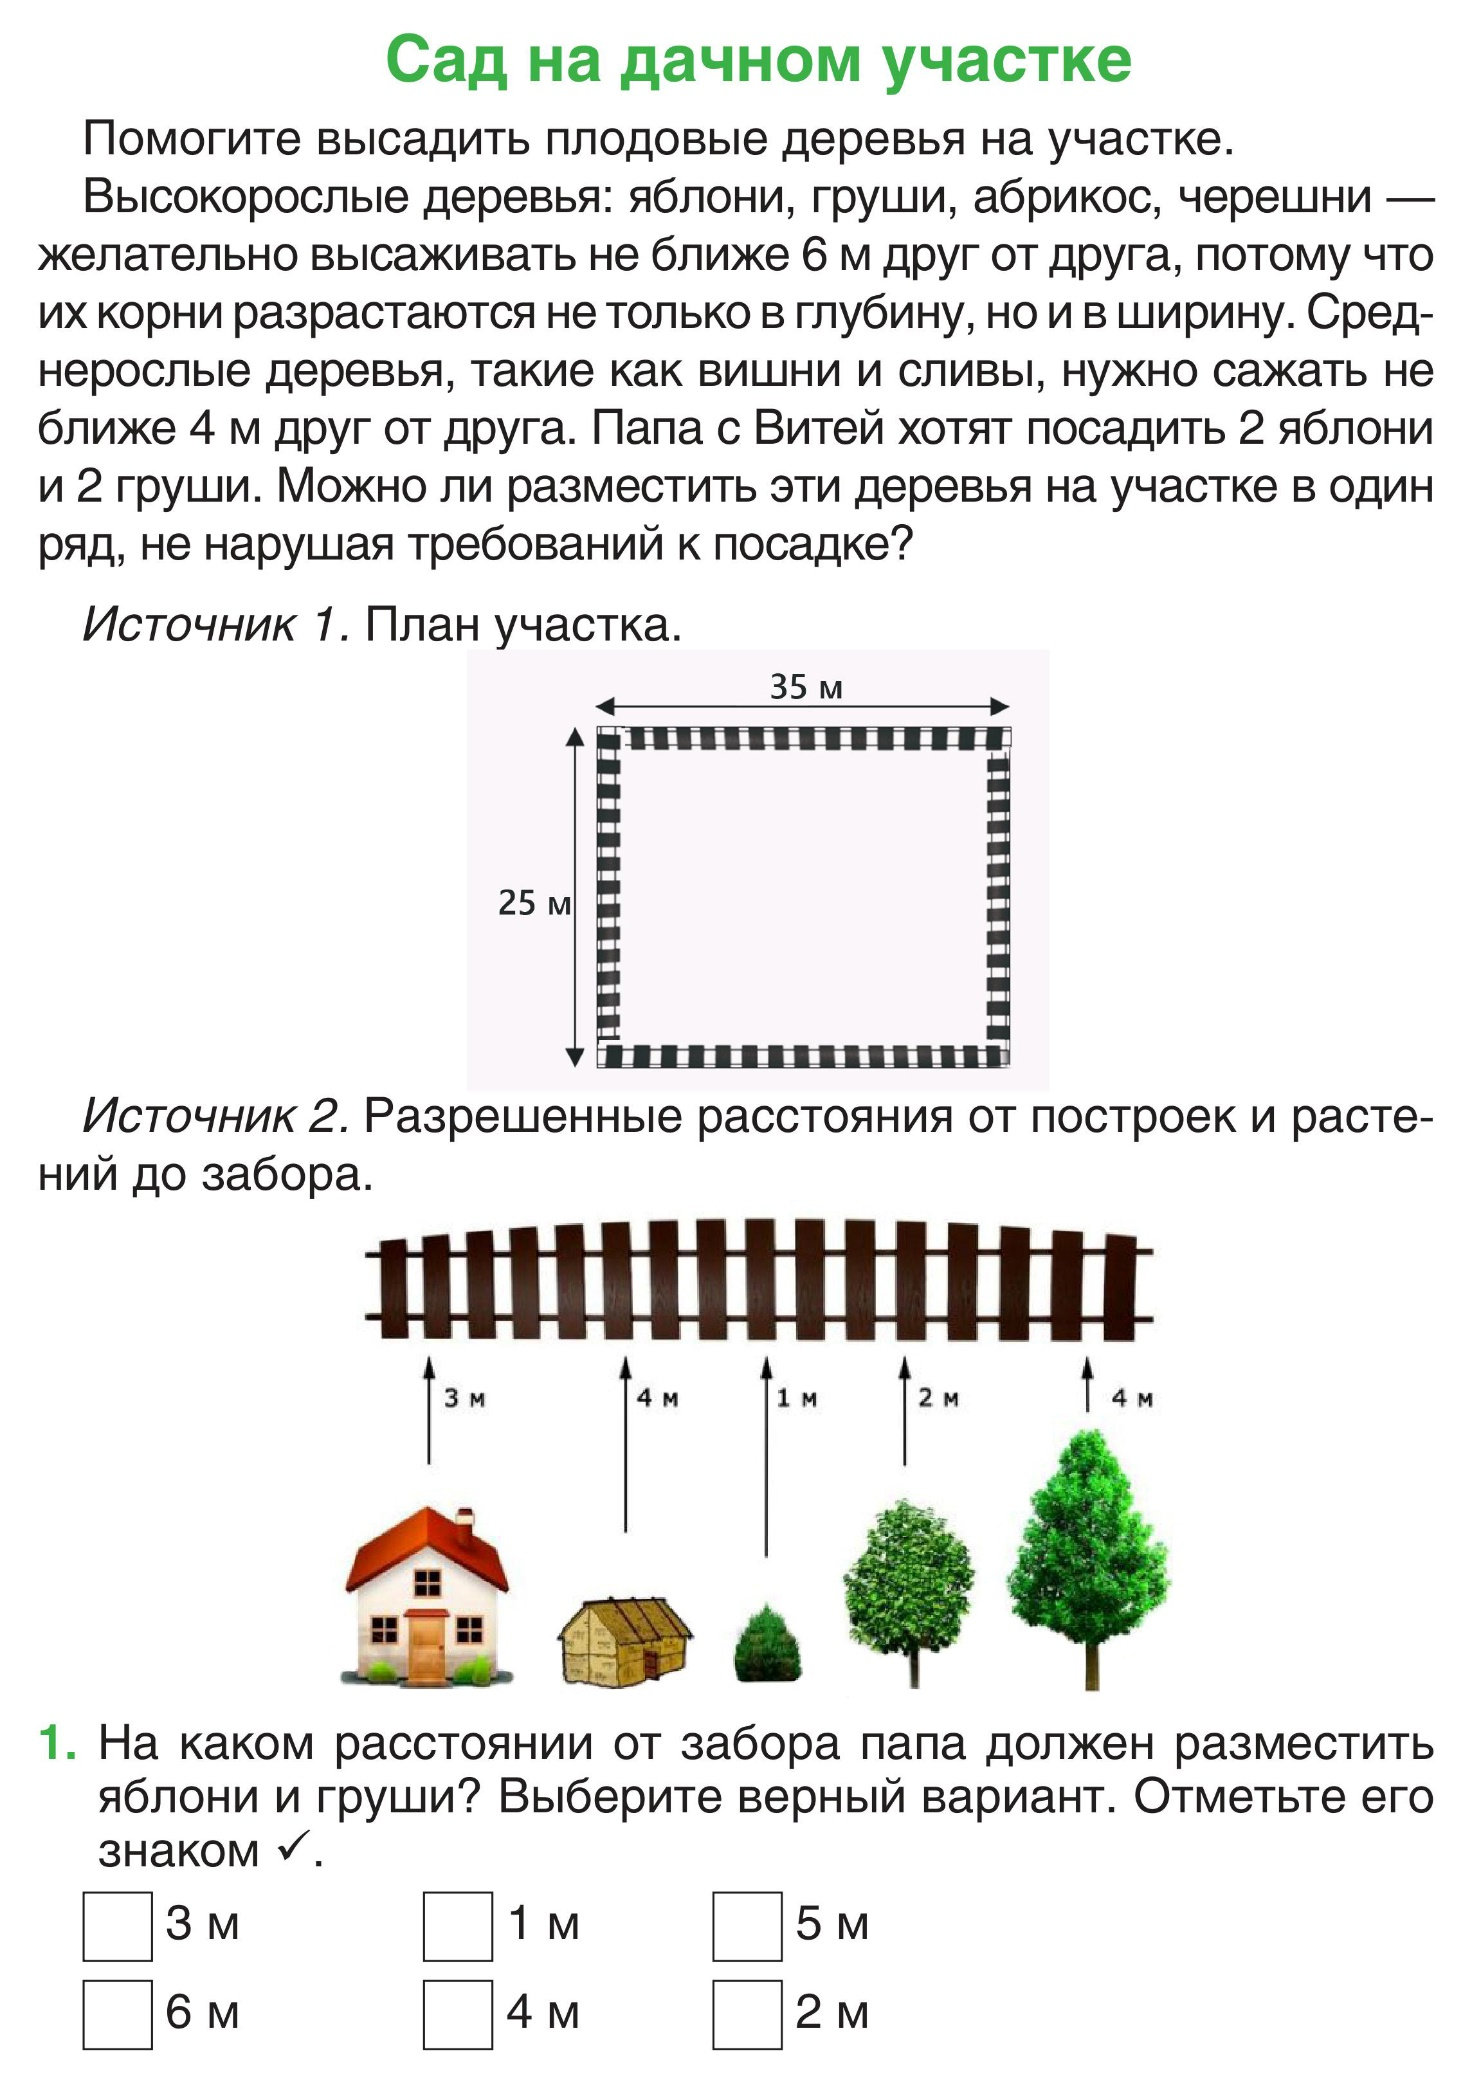 Сад на дачном участке
Помогите высадить плодовые деревья на участке.
Высокорослые деревья: яблони, груши, абрикос, черешни —
желательно высаживать не ближе 6 м друг от друга, потому что
их корни разрастаются не только в глубину, но и в ширину. Сред-
нерослые деревья, такие как вишни и сливы, нужно сажать не
ближе 4 м друг от друга. Папа с Витей хотят посадить 2 яблони
и 2 груши. Можно ли разместить эти деревья на участке в один
ряд, не нарушая требований к посадке?
Источник 1. План участка.
35 м
25 м
Источник 2. Разрешенные расстояния от построек и расте-
ний до забора.
3 м 4 м 1 м 2 м 4 м
1. На каком расстоянии от забора папа должен разместить
яблони и груши? Выберите верный вариант. Отметьте его
знаком ✓.
3 м 1 м 5 м
6 м 4 м 2 м